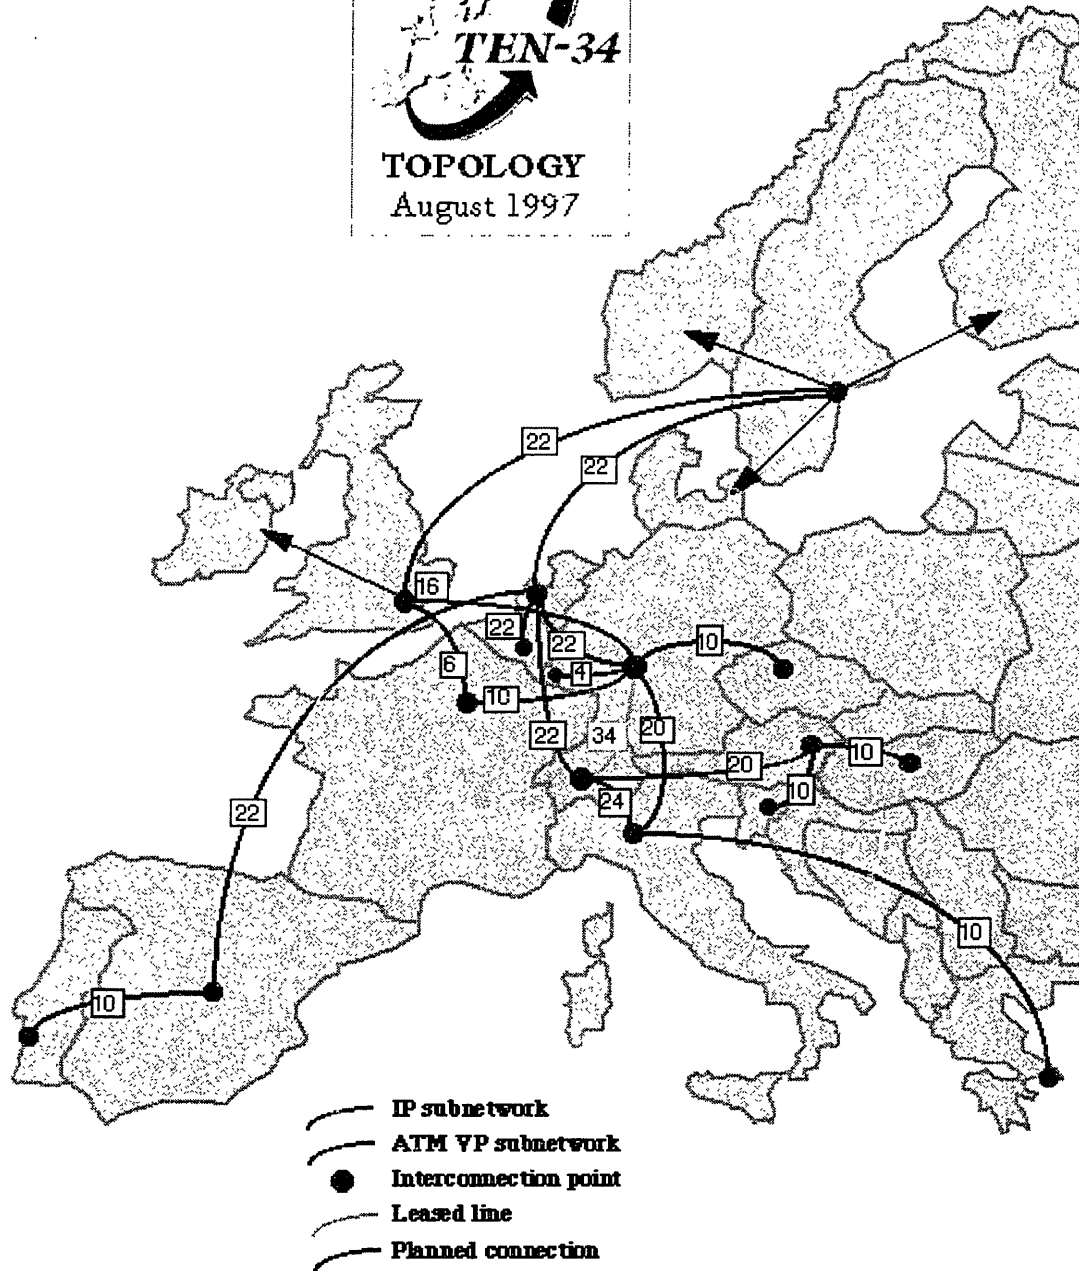 TEN-34
TOPOLOGY
August 1997
22
22
16
22
22
10
6
4
10
22
34
20
20
10
10
24
22
10
10
IP subnetwork
ATM VP subnetwork
Interconnection point
Leased line
Planned connection